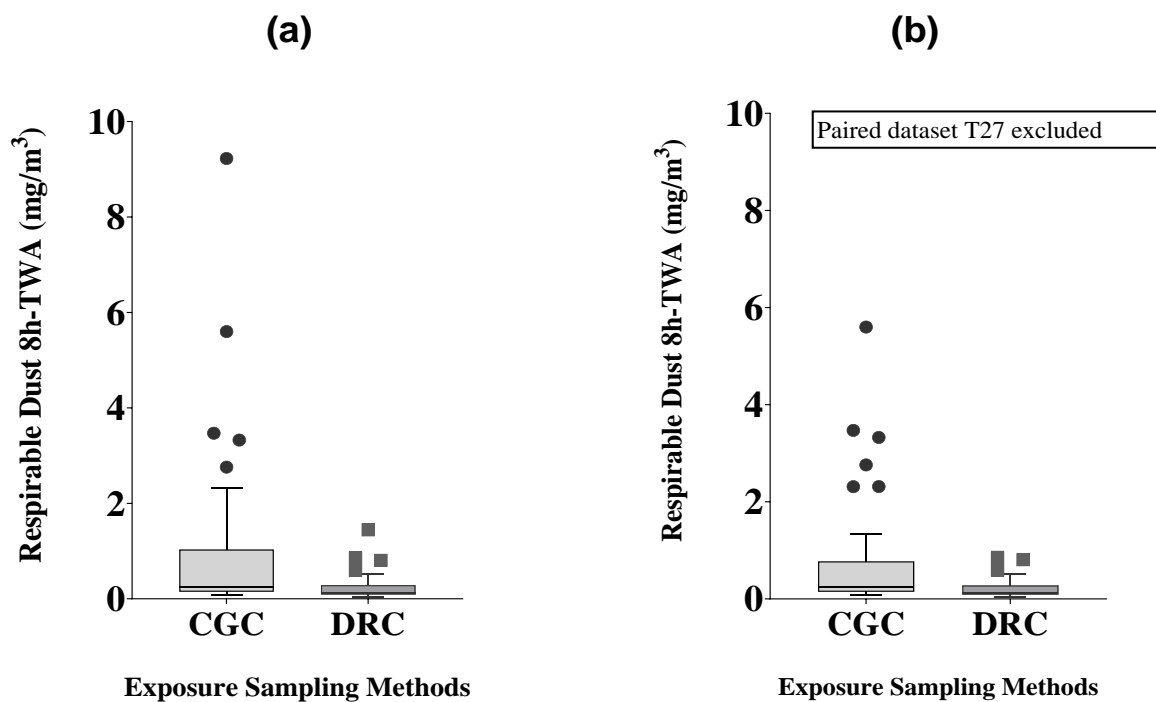 (a)
Respirable Dust 8h-TWA (mg/m³)
10
8
6
4
2
0
CGC DRC
Exposure Sampling Methods
(b)
Respirable Dust 8h-TWA (mg/m³)
10
8
6
4
2
0
Paired dataset T27 excluded
CGC DRC
Exposure Sampling Methods